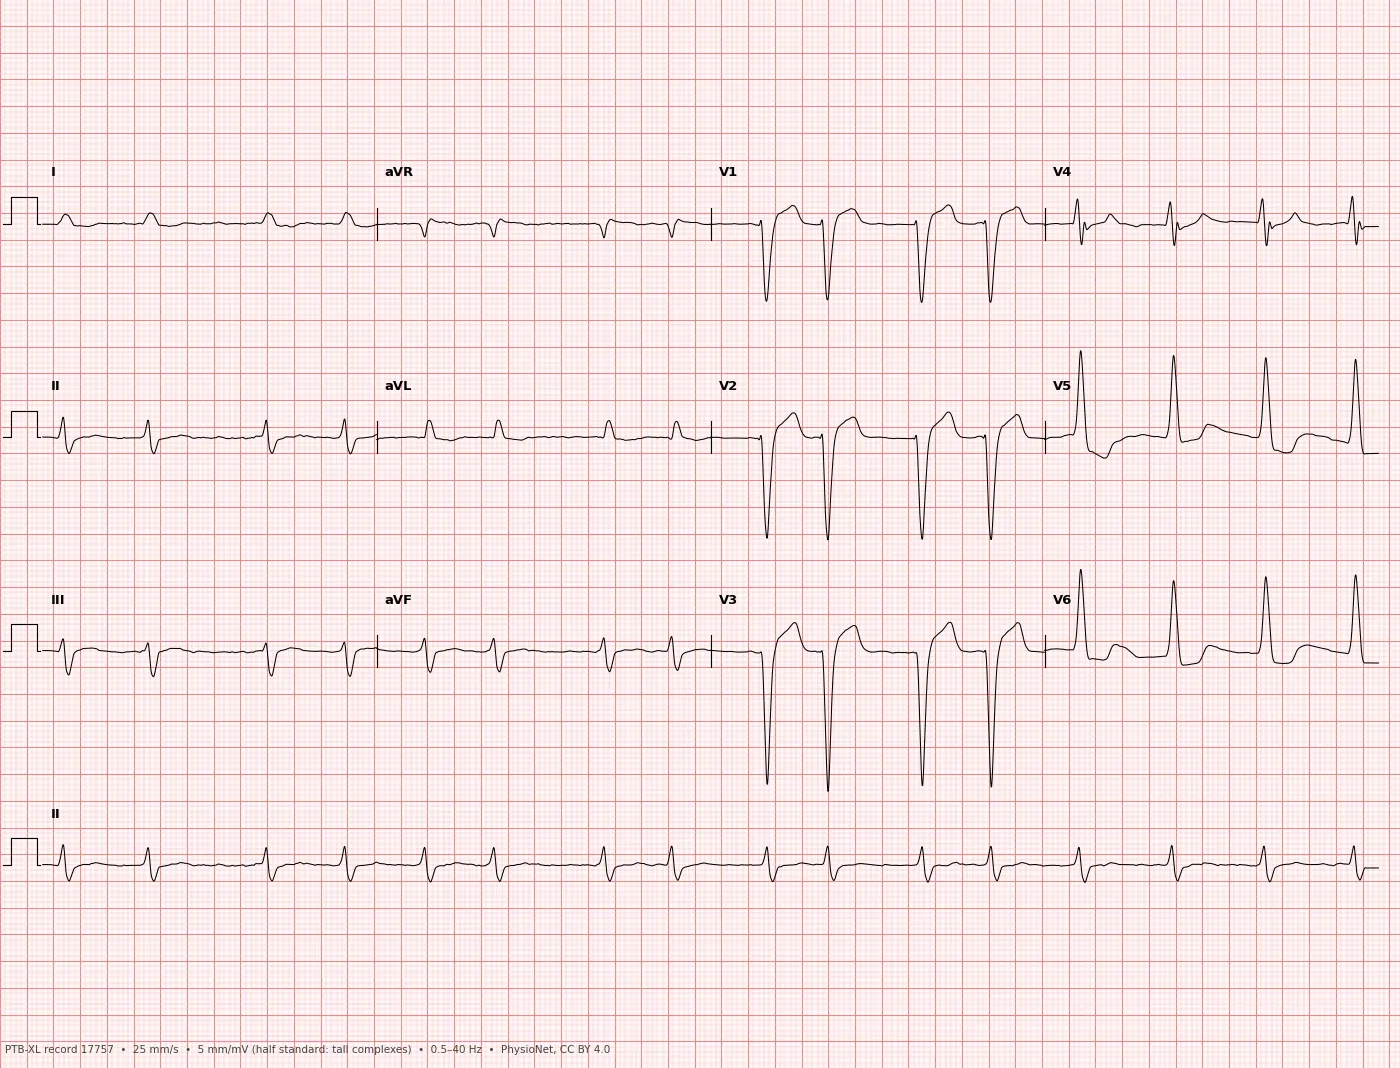 I aVR V1 V4
II aVL V2 V5
III aVF V3 V6
II
PTB-XL record 17757 • 25 mm/s • 5 mm/mV (half standard: tall complexes) • 0.5–40 Hz • PhysioNet, CC BY 4.0